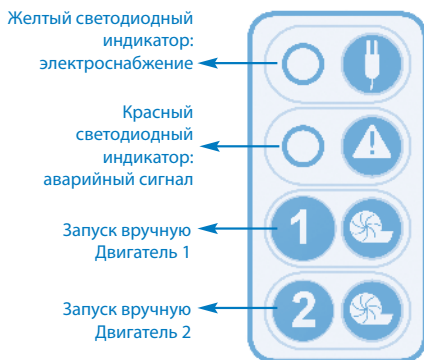 Желтый светодиодный
индикатор:
электроснабжение
Красный
светодиодный
индикатор:
аварийный сигнал
1
Запуск вручную
Двигатель 1
2
Запуск вручную
Двигатель 2